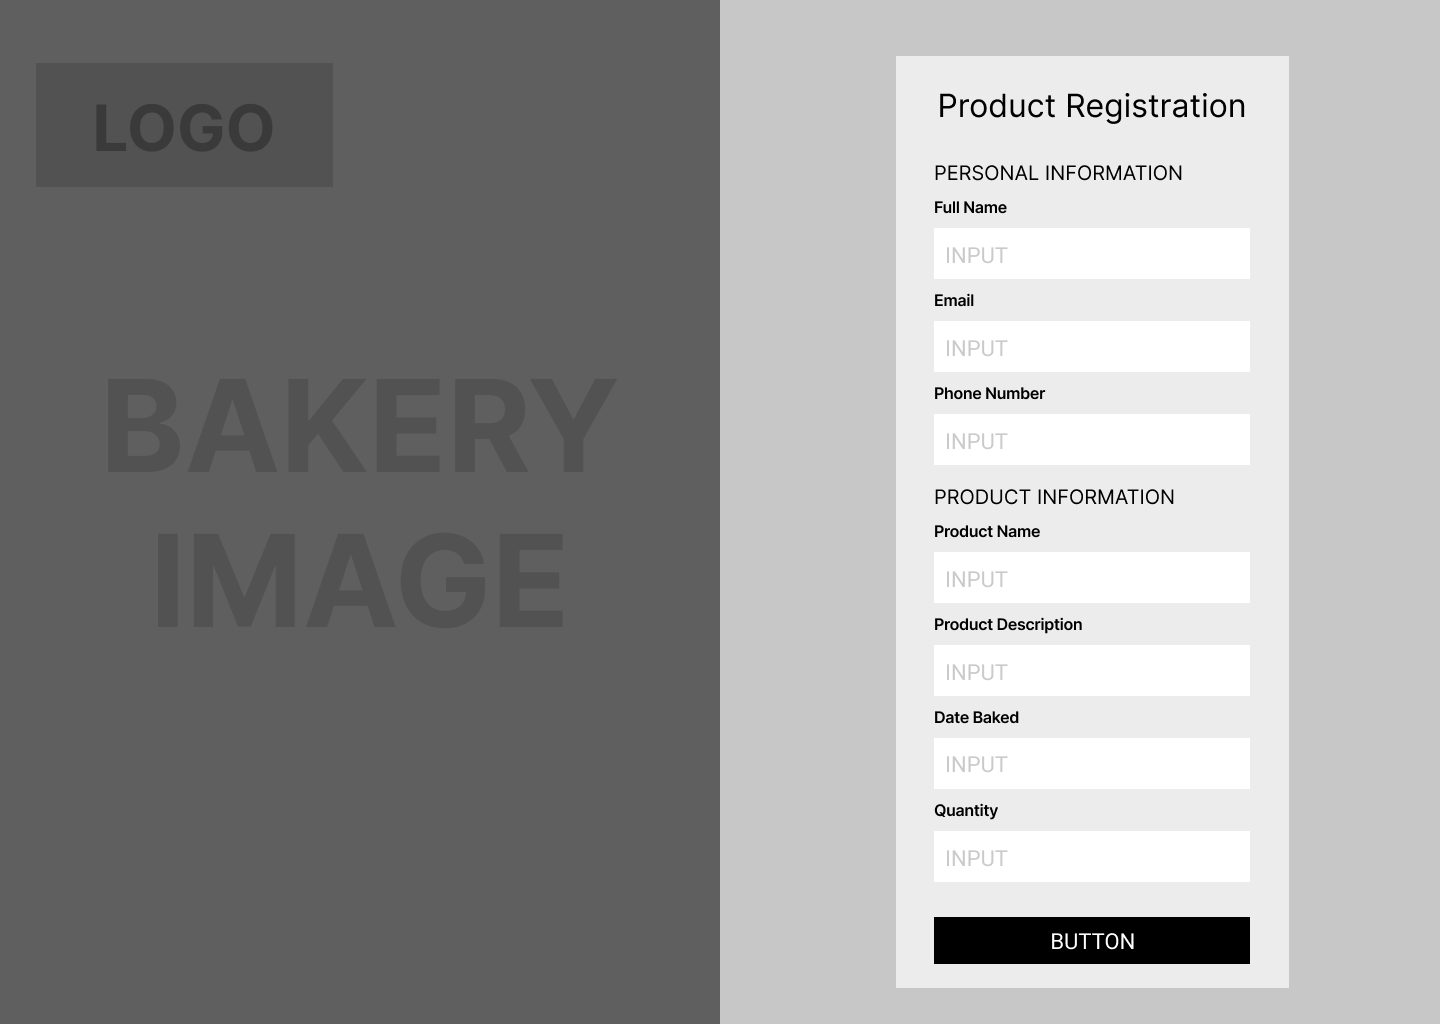 LOGO
BAKERY
IMAGE
Product Registration
PERSONAL INFORMATION
Full Name
INPUT
Email
INPUT
Phone Number
INPUT
PRODUCT INFORMATION
Product Name
INPUT
Product Description
INPUT
Date Baked
INPUT
Quantity
INPUT
BUTTON